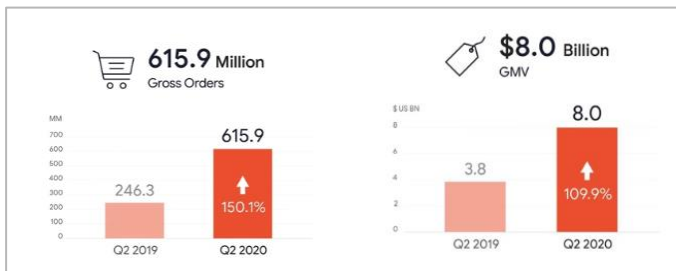 615.9 Million
Gross Orders
MM
700
600
500
400
300
200
100
0
246.3
615.9
150.1%
Q2 2019
Q2 2020
$8.0 Billion
GMV
$ US BN
8
6
4
2
0
3.8
8.0
109.9%
Q2 2019
Q2 2020